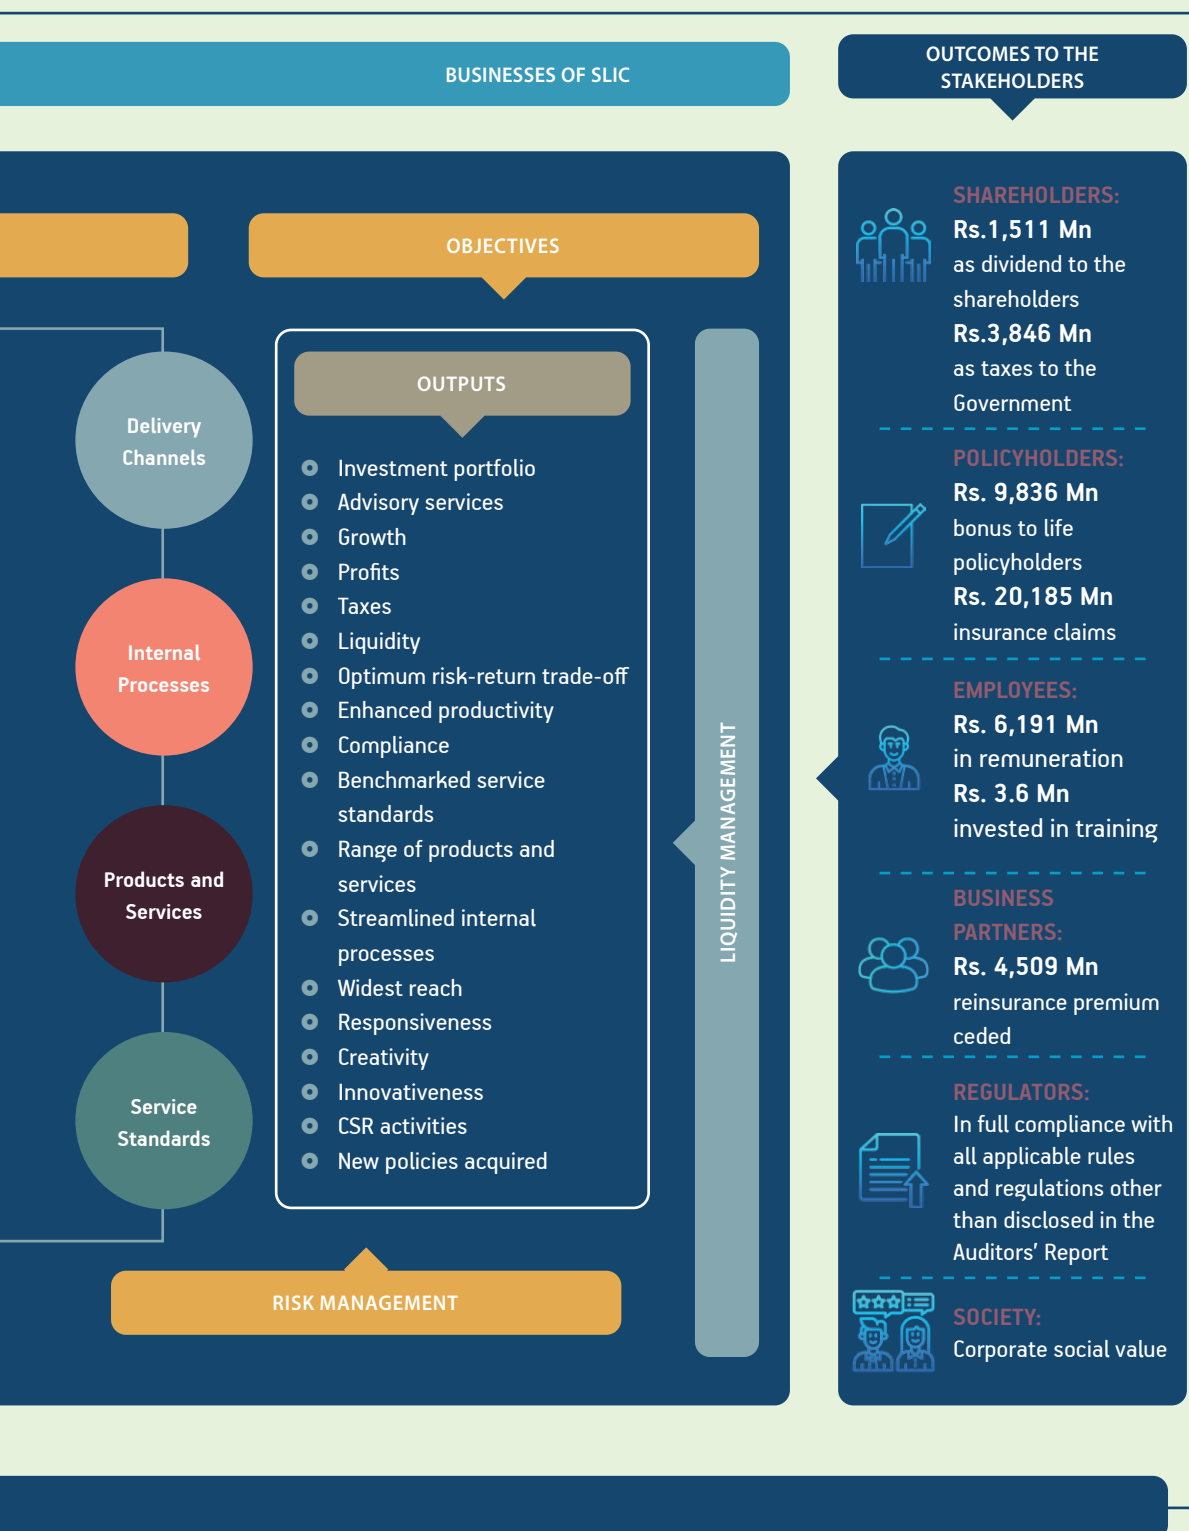 BUSINESSES OF SLIC
OUTCOMES TO THE
STAKEHOLDERS
OBJECTIVES
Delivery
Channels
Internal
Processes
Products and
Services
Service
Standards
OUTPUTS
Investment portfolio
Advisory services
Growth
Profits
Taxes
Liquidity
Optimum risk-return trade-off
Enhanced productivity
Compliance
Benchmarked service
standards
Range of products and
services
Streamlined internal
processes
Widest reach
Responsiveness
Creativity
Innovativeness
CSR activities
New policies acquired
LIQUIDITY MANAGEMENT
RISK MANAGEMENT
SHAREHOLDERS:
Rs.1,511 Mn
as dividend to the
shareholders
Rs.3,846 Mn
as taxes to the
Government
POLICYHOLDERS:
Rs. 9,836 Mn
bonus to life
policyholders
Rs. 20,185 Mn
insurance claims
EMPLOYEES:
Rs. 6,191 Mn
in remuneration
Rs. 3.6 Mn
invested in training
BUSINESS
PARTNERS:
Rs. 4,509 Mn
reinsurance premium
ceded
REGULATORS:
In full compliance with
all applicable rules
and regulations other
than disclosed in the
Auditors' Report
SOCIETY:
Corporate social value